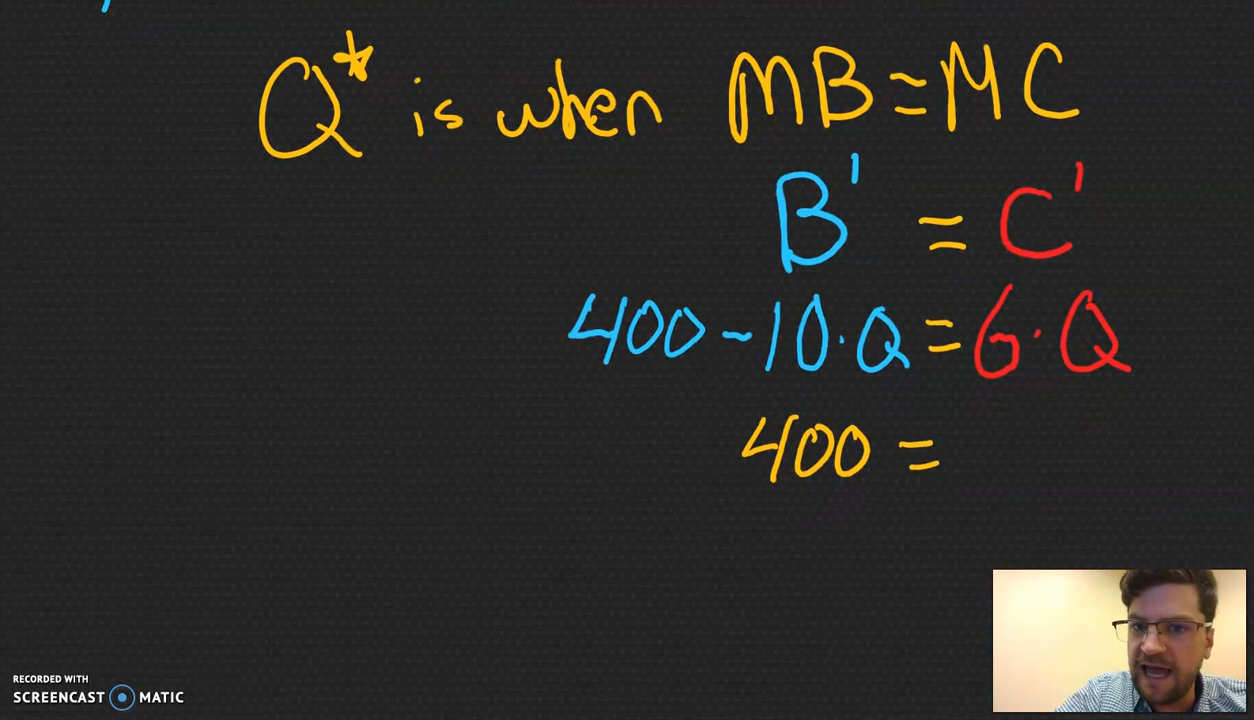 Q* is when MB = MC
B' = C'
400 - 10 · Q = 6 · Q
400 =
RECORDED WITH
SCREENCAST MATIC